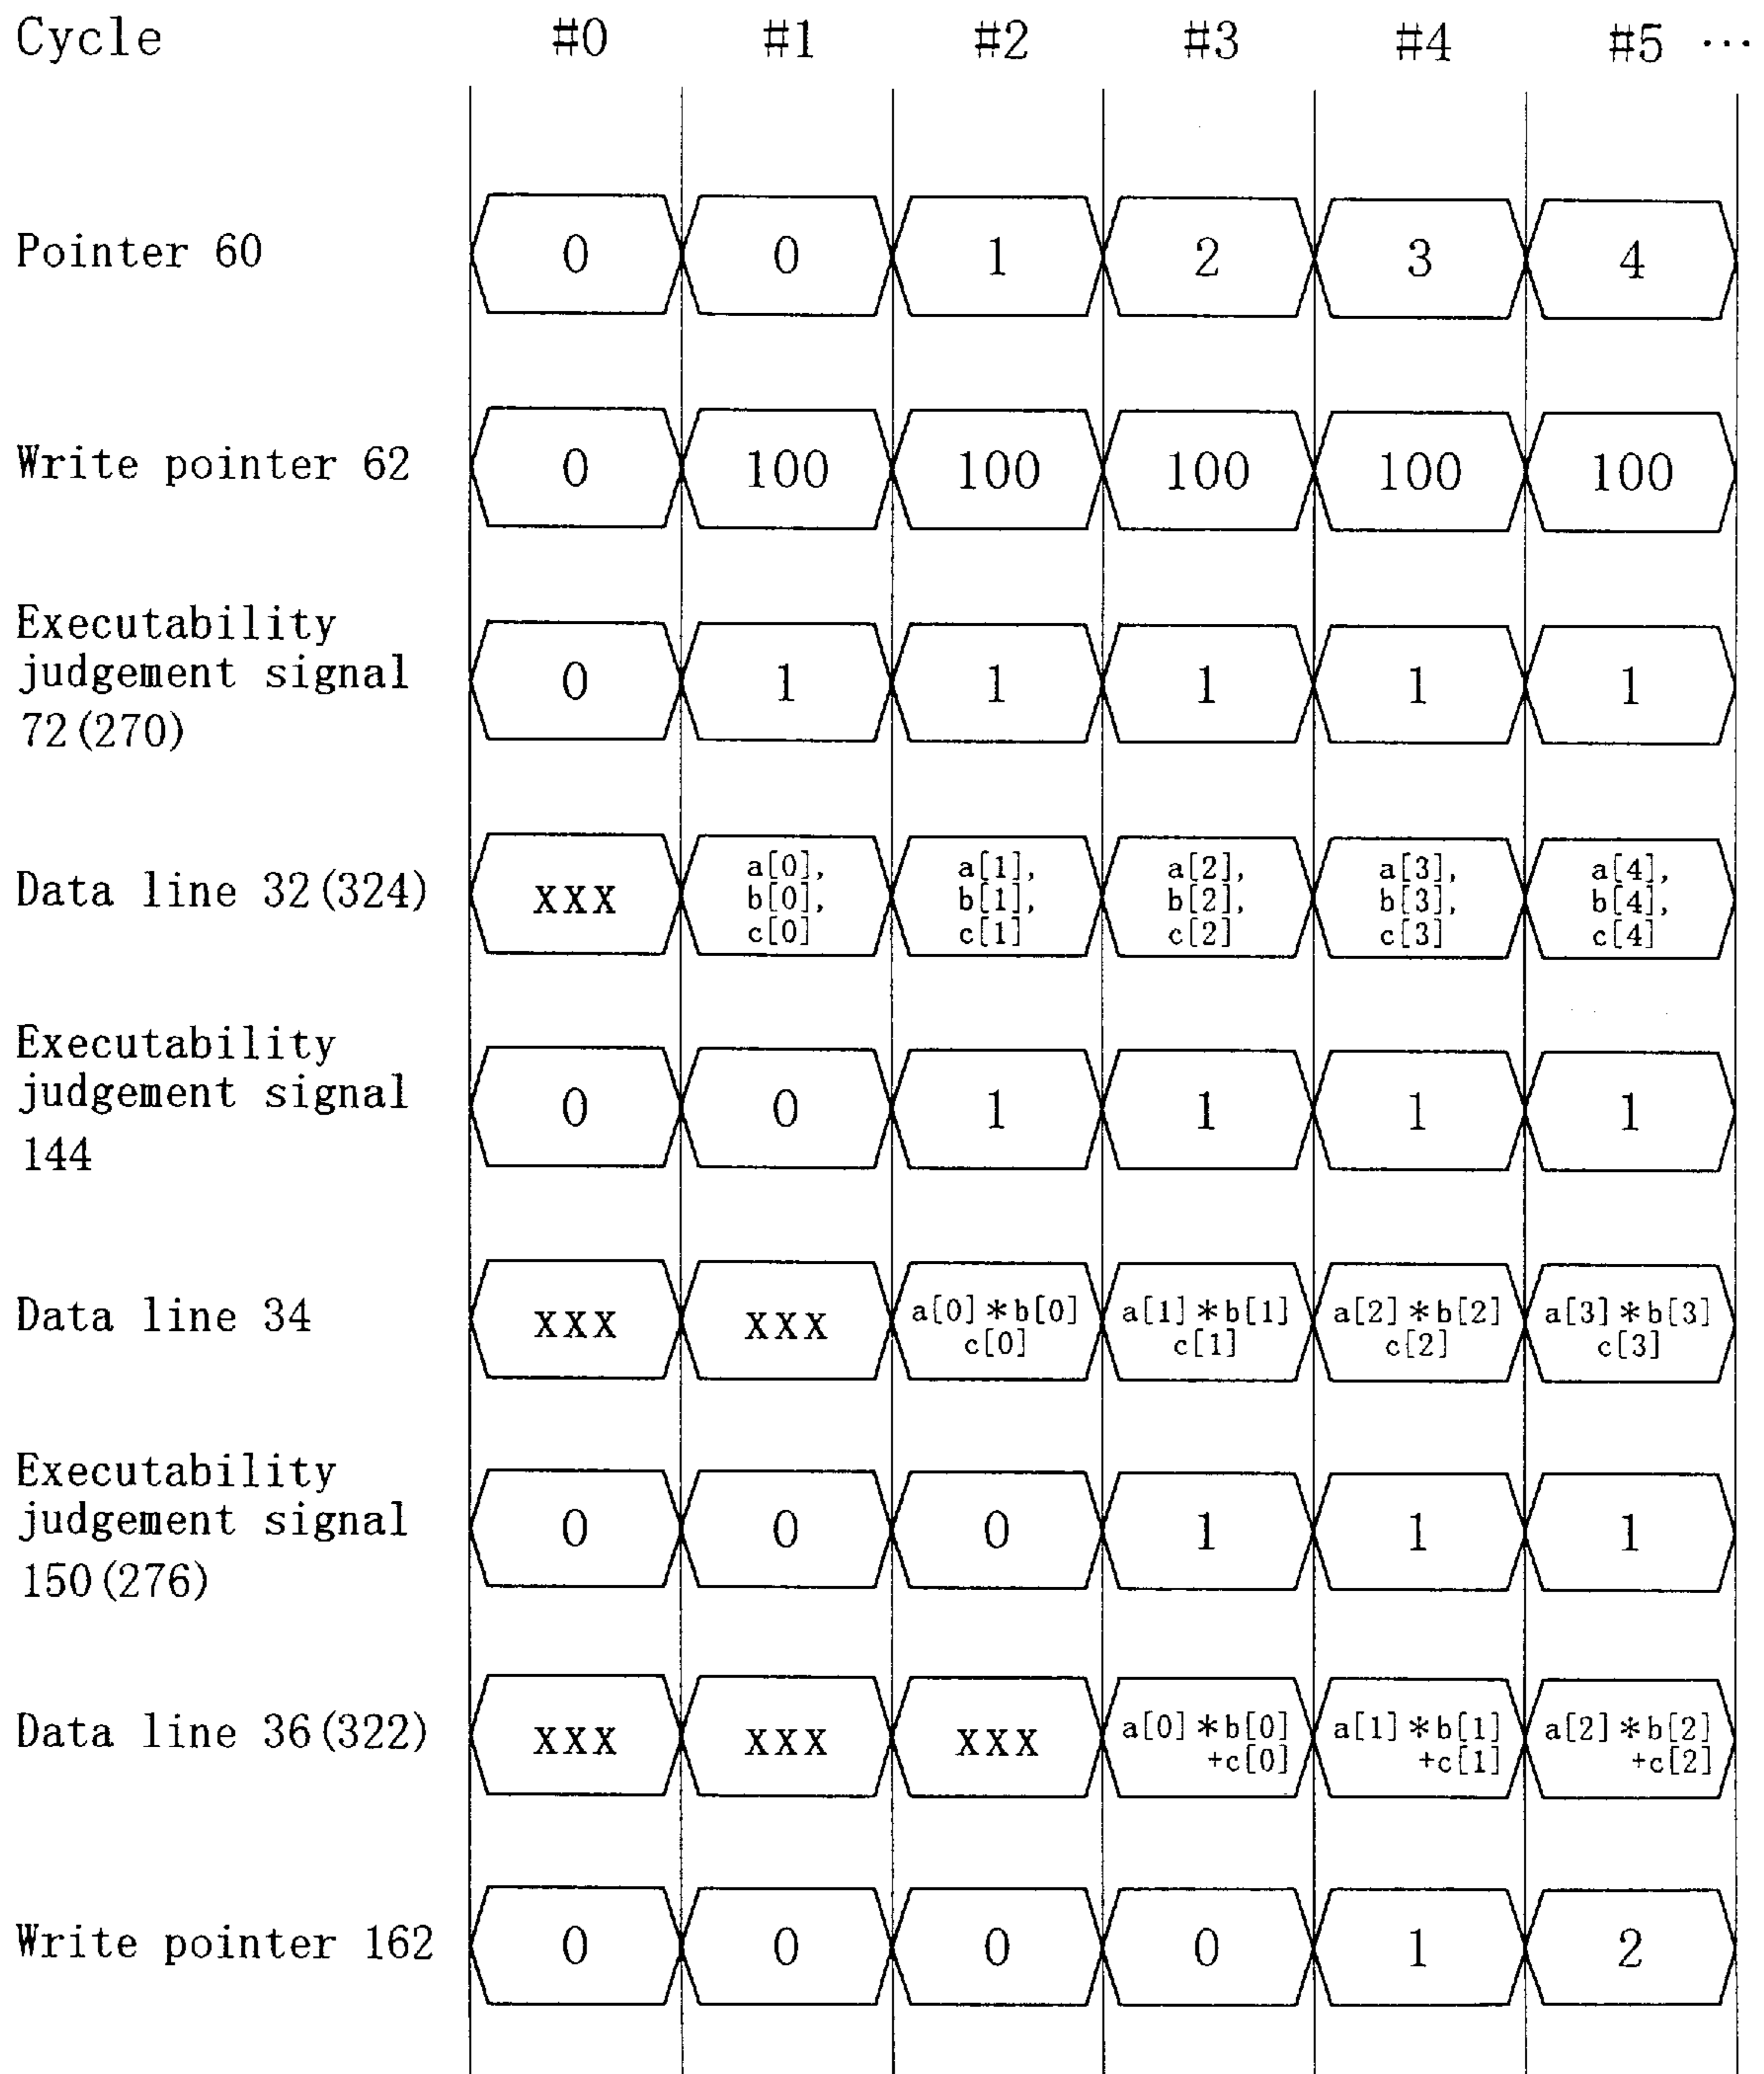 Cycle #0 #1 #2 #3 #4 #5 ...
Pointer 60 0 0 1 2 3 4
Write pointer 62 0 100 100 100 100 100
Executability
judgement signal 0 1 1 1 1 1
72(270)
a[0], a[1], a[2], a[3], a[4],
Data line 32(324) xxx b[0], b[1], b[2], b[3], b[4],
c[0] c[1] c[2] c[3] c[4]
Executability
judgement signal 0 0 1 1 1 1
144
Data line 34 xxx xxx a[0]*b[0] a[1]*b[1] a[2]*b[2] a[3]*b[3]
c[0] c[1] c[2] c[3]
Executability
judgement signal 0 0 0 1 1 1
150(276)
Data line 36(322) xxx xxx xxx a[0]*b[0] a[1]*b[1] a[2]*b[2]
+c[0] +c[1] +c[2]
Write pointer 162 0 0 0 0 1 2